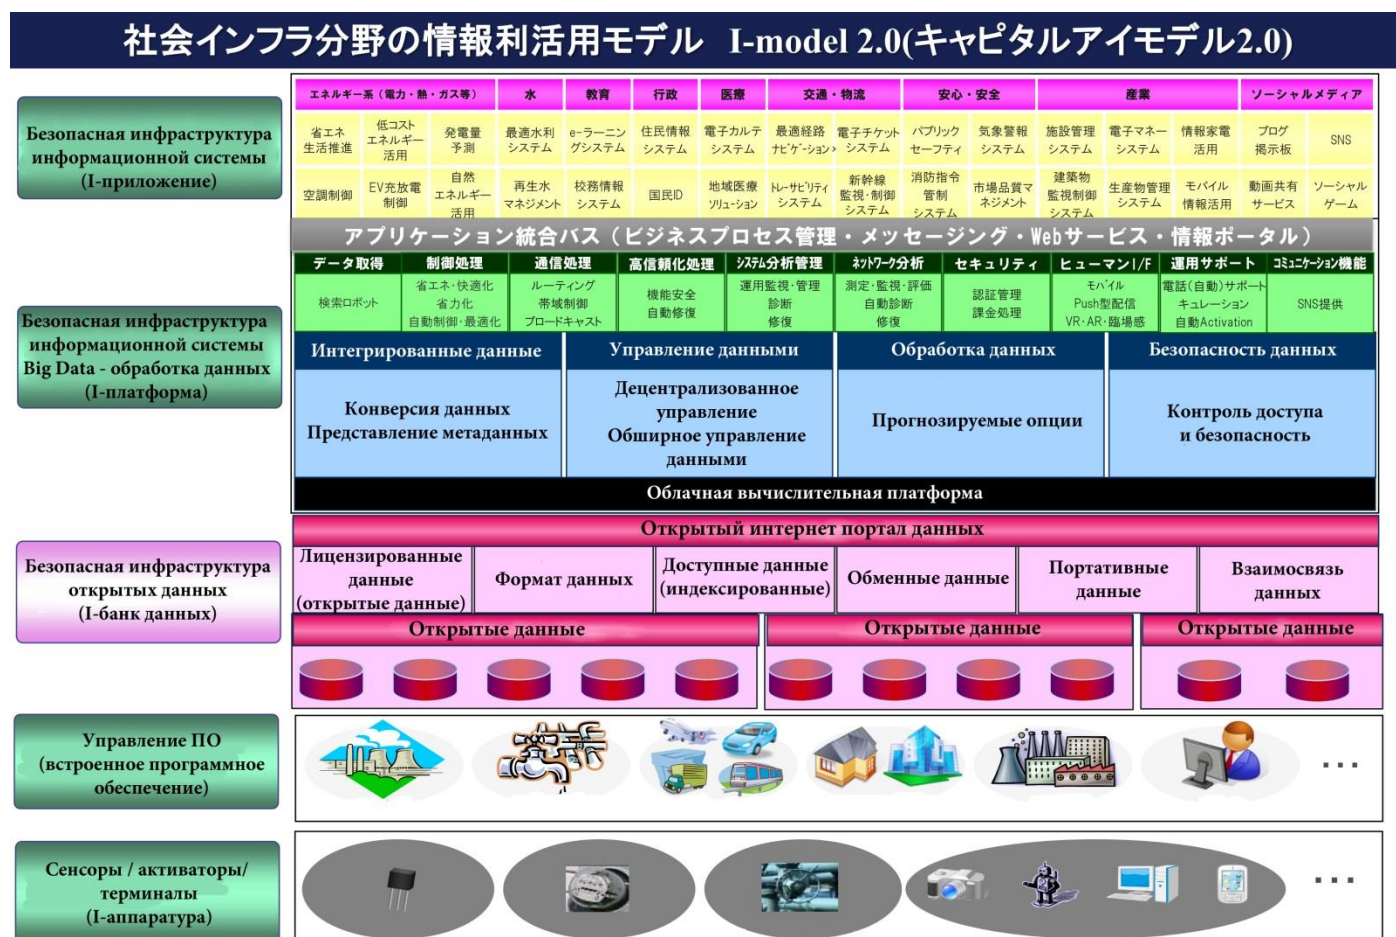 社会インフラ分野の情報利活用モデル I-model 2.0(キャピタルアイモデル2.0)
Безопасная инфраструктура
информационной системы
(I-приложение)
エネルギー系（電力・熱・ガス等）
水
教育
行政
医療
交通・物流
安心・安全
産業
ソーシャルメディア
省エネ
生活推進
低コスト
エネルギー
活用
発電量
予測
最適水利
システム
e-ラーニン
グシステム
住民情報
システム
電子カルテ
システム
最適経路
ナビゲーション
電子チケット
システム
パブリック
セーフティ
気象警報
システム
施設管理
システム
電子マネー
システム
情報家電
活用
ブログ
掲示板
SNS
空調制御
EV充放電
制御
自然
エネルギー
活用
再生水
マネジメント
校務情報
システム
国民ID
地域医療
ソリューション
トレーサビリティ
システム
新幹線
監視・制御
システム
消防指令
管制
システム
市場品質マ
ネジメント
建築物
監視制御
システム
生産物管理
システム
モバイル
情報活用
動画共有
サービス
ソーシャル
ゲーム
アプリケーション統合バス（ビジネスプロセス管理・メッセージング・Webサービス・情報ポータル）
Безопасная инфраструктура
информационной системы
Big Data - обработка данных
(I-платформа)
データ取得
制御処理
通信処理
高信頼化処理
システム分析管理
ネットワーク分析
セキュリティ
ヒューマンI/F
運用サポート
コミュニケーション機能
検索ロボット
省エネ・快適化
省力化
自動制御・最適化
ルーティング
帯域制御
ブロードキャスト
機能安全
自動修復
運用監視・管理
診断
修復
測定・監視・評価
自動診断
修復
認証管理
課金処理
モバイル
Push型配信
VR・AR・臨場感
電話(自動)サポート
キュレーション
自動Activation
SNS提供
Интегрированные данные
Управление данными
Обработка данных
Безопасность данных
Конверсия данных
Представление метаданных
Децентрализованное
управление
Обширное управление
данными
Прогнозируемые опции
Контроль доступа
и безопасность
Облачная вычислительная платформа
Безопасная инфраструктура
открытых данных
(I-банк данных)
Открытый интернет портал данных
Лицензированные
данные
(открытые данные)
Формат данных
Доступные данные
(индексированные)
Обменные данные
Портативные
данные
Взаимосвязь
данных
Открытые данные
Открытые данные
Открытые данные
Управление ПО
(встроенное программное
обеспечение)
...
Сенсоры / активаторы/
терминалы
(I-аппаратура)
...